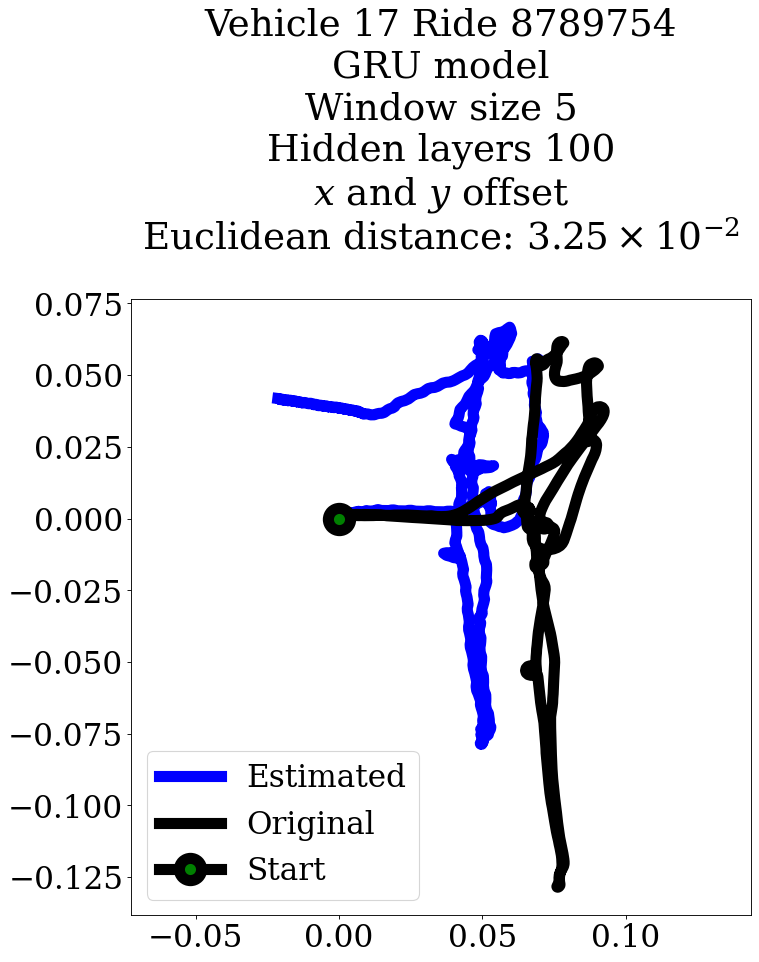 Vehicle 17 Ride 8789754
GRU model
Window size 5
Hidden layers 100
x and y offset
Euclidean distance: 3.25 × 10⁻²
0.075
0.050
0.025
0.000
−0.025
−0.050
−0.075
−0.100
−0.125
Estimated
Original
Start
−0.05 0.00 0.05 0.10